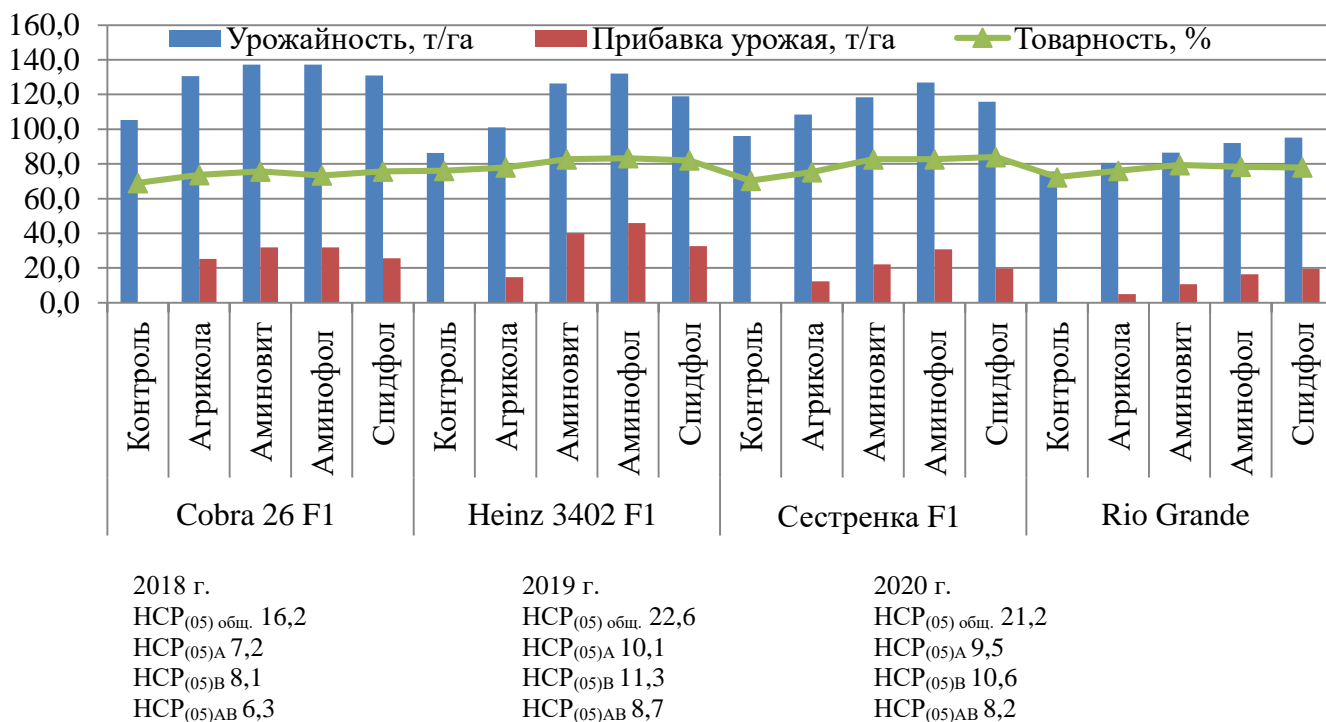 160,0
140,0
120,0
100,0
80,0
60,0
40,0
20,0
0,0
Урожайность, т/га Прибавка урожая, т/га Товарность, %
Контроль Агрикола Аминовит Аминофол Спидфол Контроль Агрикола Аминовит Аминофол Спидфол Контроль Агрикола Аминовит Аминофол Спидфол Контроль Агрикола Аминовит Аминофол Спидфол
Cobra 26 F1 Heinz 3402 F1 Сестренка F1 Rio Grande
2018 г. 2019 г. 2020 г.
НСР(05) общ. 16,2 НСР(05) общ. 22,6 НСР(05) общ. 21,2
НСР(05)А 7,2 НСР(05)А 10,1 НСР(05)А 9,5
НСР(05)В 8,1 НСР(05)В 11,3 НСР(05)В 10,6
НСР(05)АВ 6,3 НСР(05)АВ 8,7 НСР(05)АВ 8,2